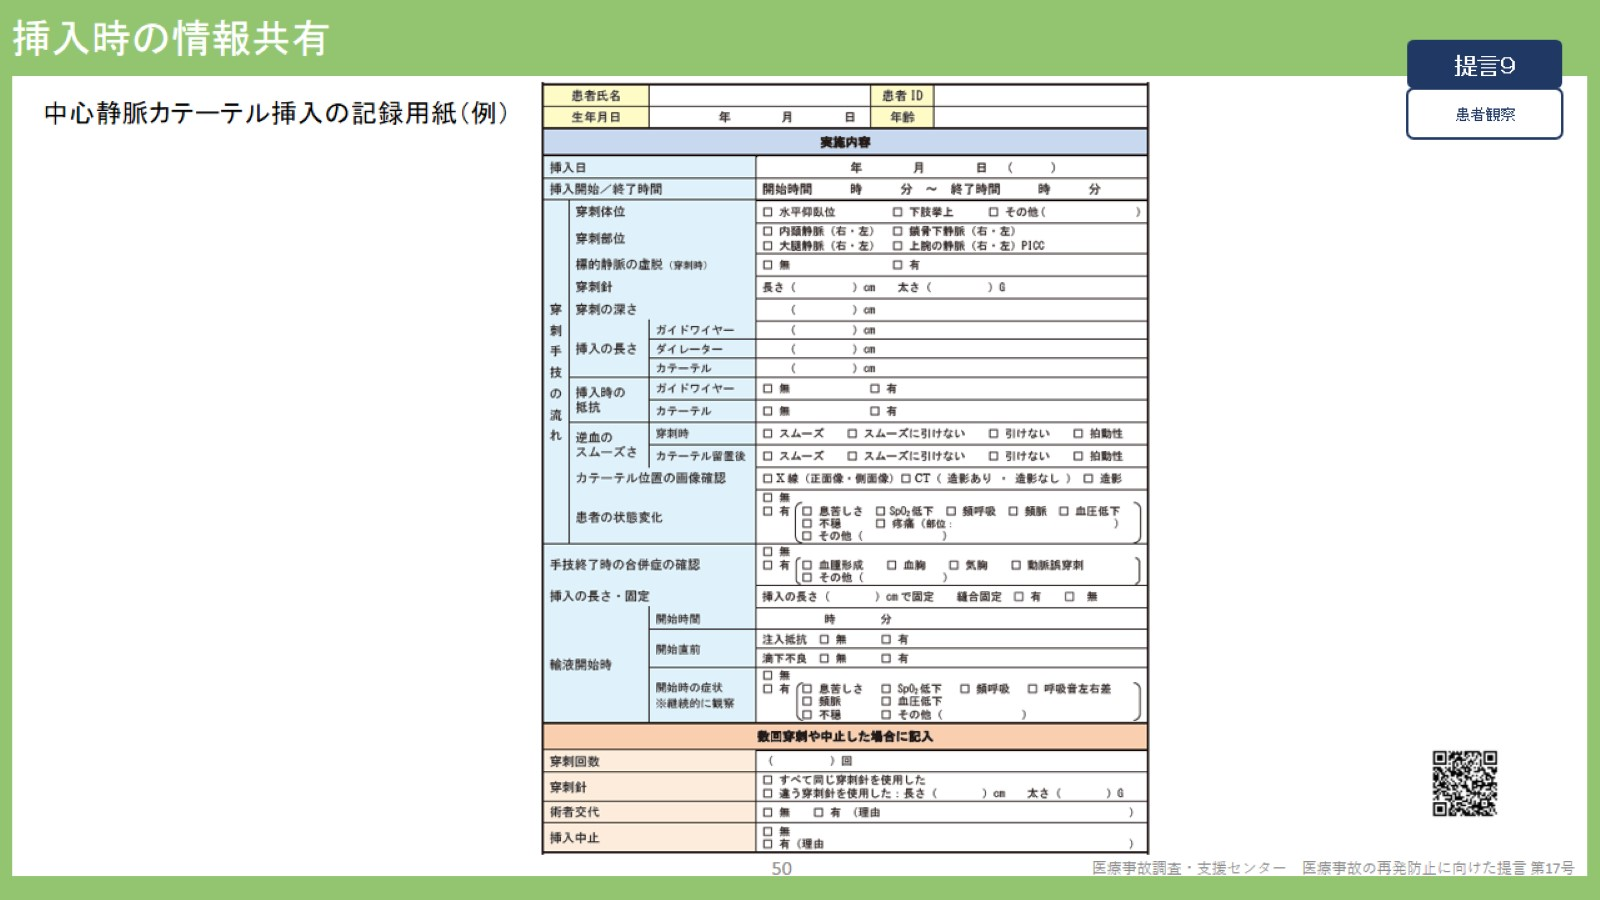 挿入時の情報共有
提言9
患者観察
中心静脈カテーテル挿入の記録用紙(例)
患者氏名 患者 ID
生年月日 年 月 日 年齢
実施内容
挿入日 年 月 日 ( )
挿入開始/終了時間 開始時間 時 分 ~ 終了時間 時 分
穿刺手技の流れ
穿刺体位 □ 水平仰臥位 □ 下肢挙上 □ その他( )
穿刺部位 □ 内頸静脈(右・左) □ 鎖骨下静脈(右・左)
□ 大腿静脈(右・左) □ 上腕の静脈(右・左)PICC
標的静脈の虚脱(穿刺時) □ 無 □ 有
穿刺針 長さ( )cm 太さ( )G
穿刺の深さ ( )cm
挿入の長さ ガイドワイヤー ( )cm
ダイレーター ( )cm
カテーテル ( )cm
挿入時の抵抗 ガイドワイヤー □ 無 □ 有
カテーテル □ 無 □ 有
逆血のスムーズさ 穿刺時 □ スムーズ □ スムーズに引けない □ 引けない □ 拍動性
カテーテル留置後 □ スムーズ □ スムーズに引けない □ 引けない □ 拍動性
カテーテル位置の画像確認 □ X線(正面像・側面像) □ CT( 造影あり ・ 造影なし ) □ 造影
患者の状態変化 □ 無
□ 有 □ 息苦しさ □ SpO₂低下 □ 頻呼吸 □ 頻脈 □ 血圧低下
□ 不穏 □ 疼痛(部位: )
□ その他( )
手技終了時の合併症の確認 □ 無
□ 有 □ 血腫形成 □ 血胸 □ 気胸 □ 動脈誤穿刺
□ その他( )
挿入の長さ・固定 挿入の長さ( )cmで固定 縫合固定 □ 有 □ 無
輸液開始時 開始時間 時 分
開始直前 注入抵抗 □ 無 □ 有
滴下不良 □ 無 □ 有
開始時の症状 ※継続的に観察 □ 無
□ 有 □ 息苦しさ □ SpO₂低下 □ 頻呼吸 □ 呼吸音左右差
□ 頻脈 □ 血圧低下
□ 不穏 □ その他( )
数回穿刺や中止した場合に記入
穿刺回数 ( )回
穿刺針 □ すべて同じ穿刺針を使用した
□ 違う穿刺針を使用した:長さ( )cm 太さ( )G
術者交代 □ 無 □ 有 (理由 )
挿入中止 □ 無
□ 有(理由 )
50
医療事故調査・支援センター 医療事故の再発防止に向けた提言 第17号